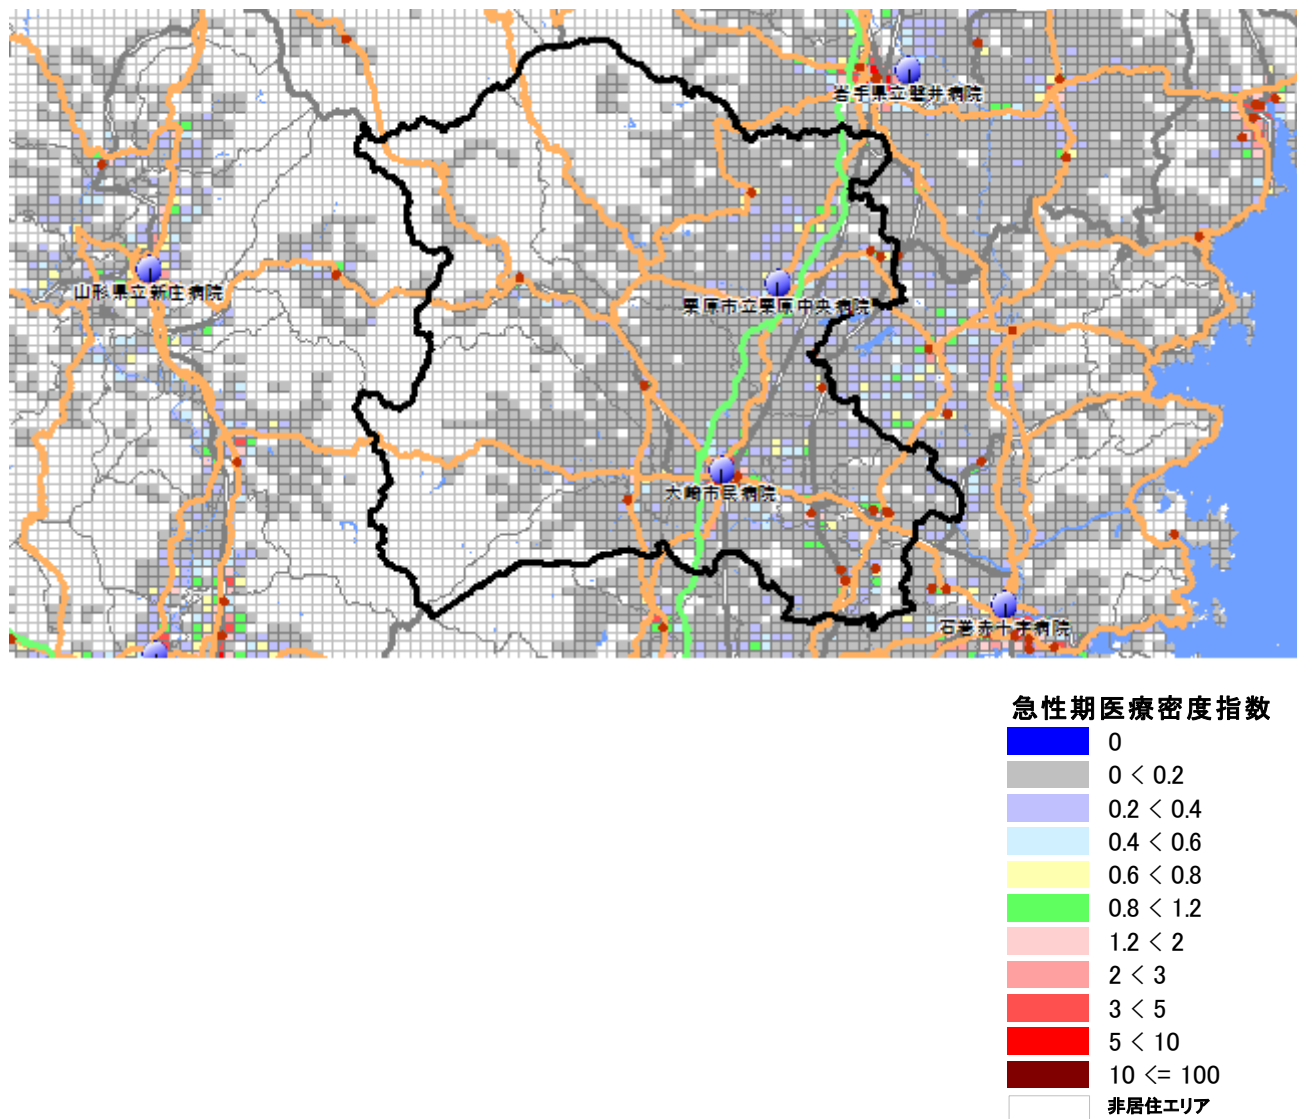 岩手県立磐井病院
山形県立新庄病院
栗原市立栗原中央病院
大崎市民病院
石巻赤十字病院
急性期医療密度指数
0
0 < 0.2
0.2 < 0.4
0.4 < 0.6
0.6 < 0.8
0.8 < 1.2
1.2 < 2
2 < 3
3 < 5
5 < 10
10 <= 100
非居住エリア